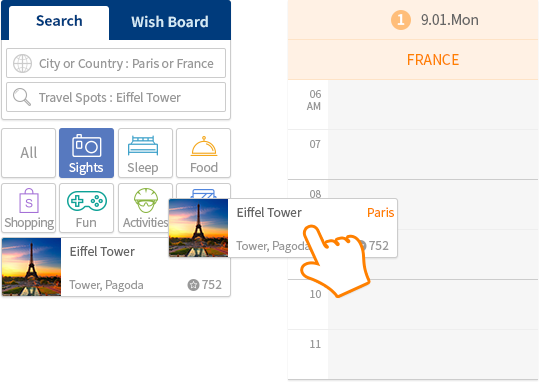 Search
Wish Board
City or Country : Paris or France
Travel Spots : Eiffel Tower
All
Sights
Sleep
Food
Shopping
Fun
Activities
Eiffel Tower
Tower, Pagoda
752
Eiffel Tower
Paris
Tower, Pagoda
752
1
9.01.Mon
FRANCE
06
AM
07
08
10
11
S